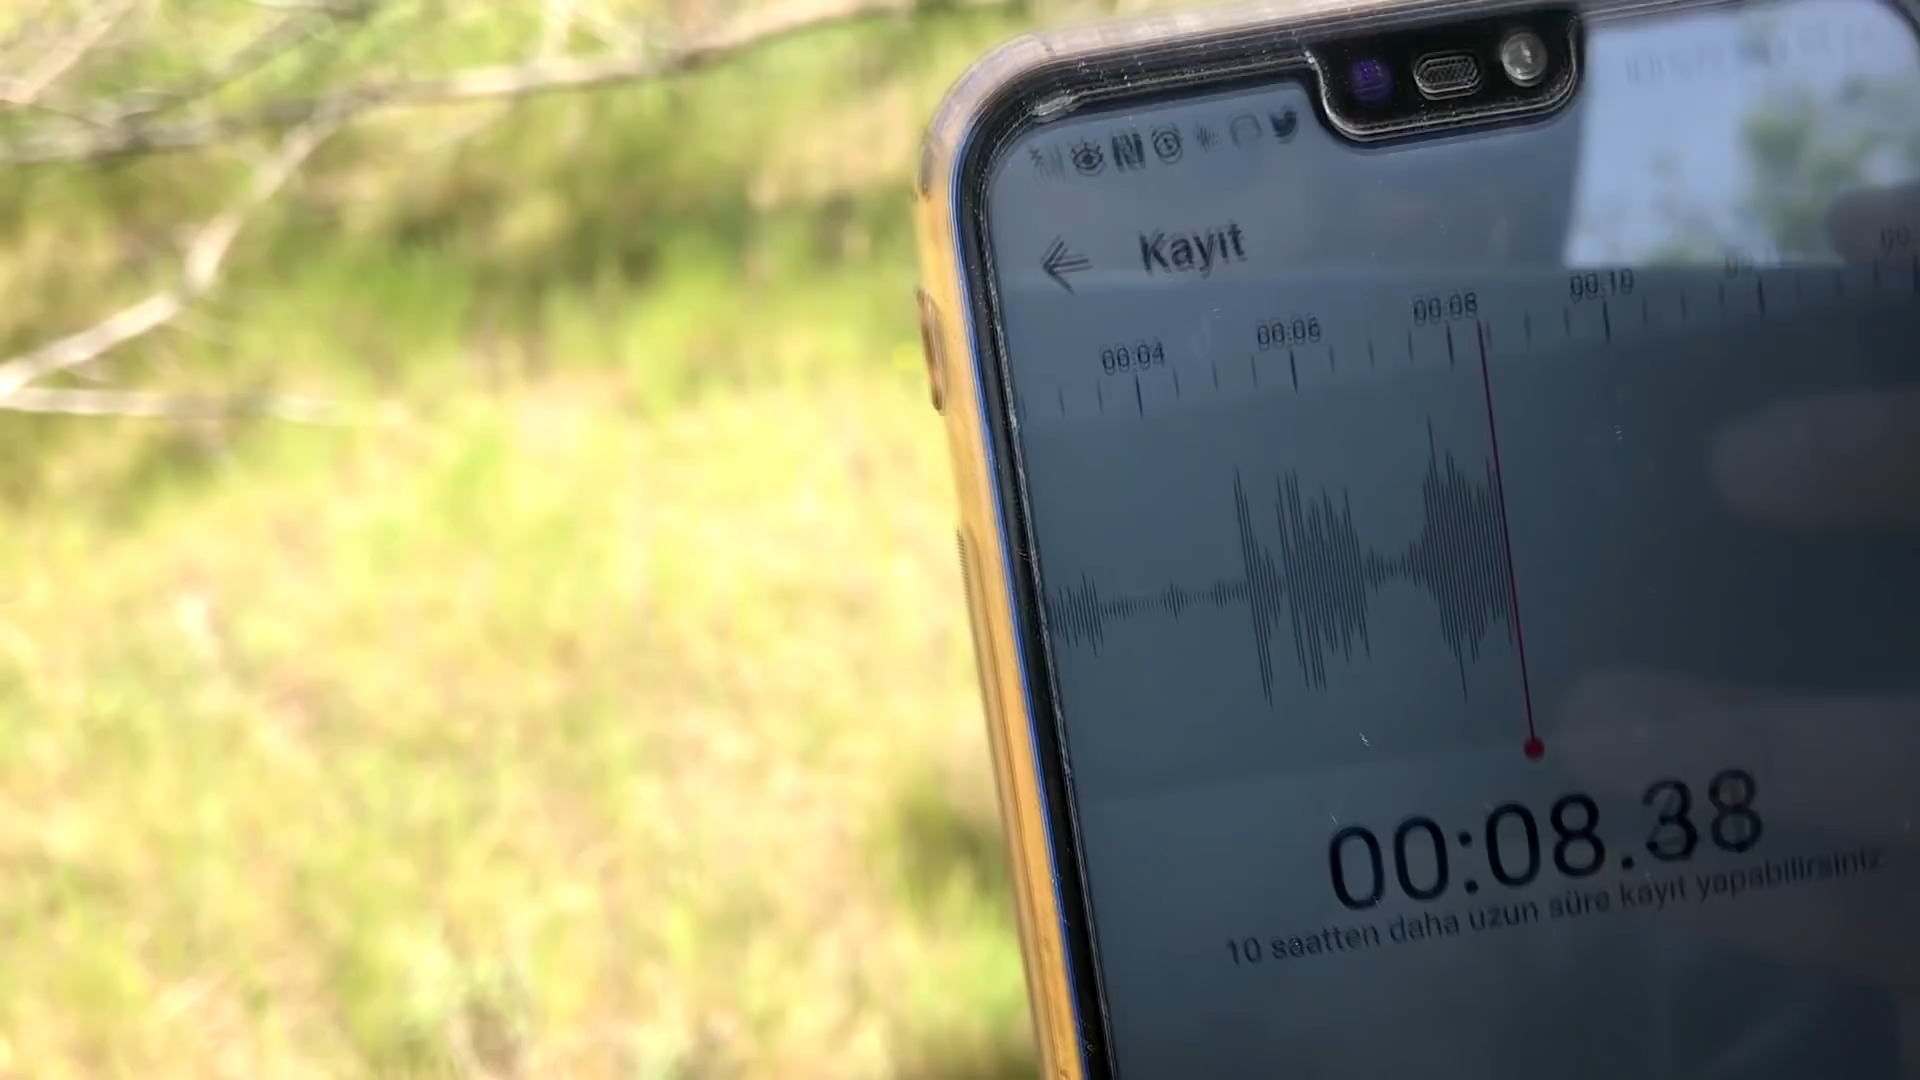 Kayıt
00:04 00:06 00:08 00:10
00:08.38
10 saatten daha uzun süre kayıt yapabilirsiniz